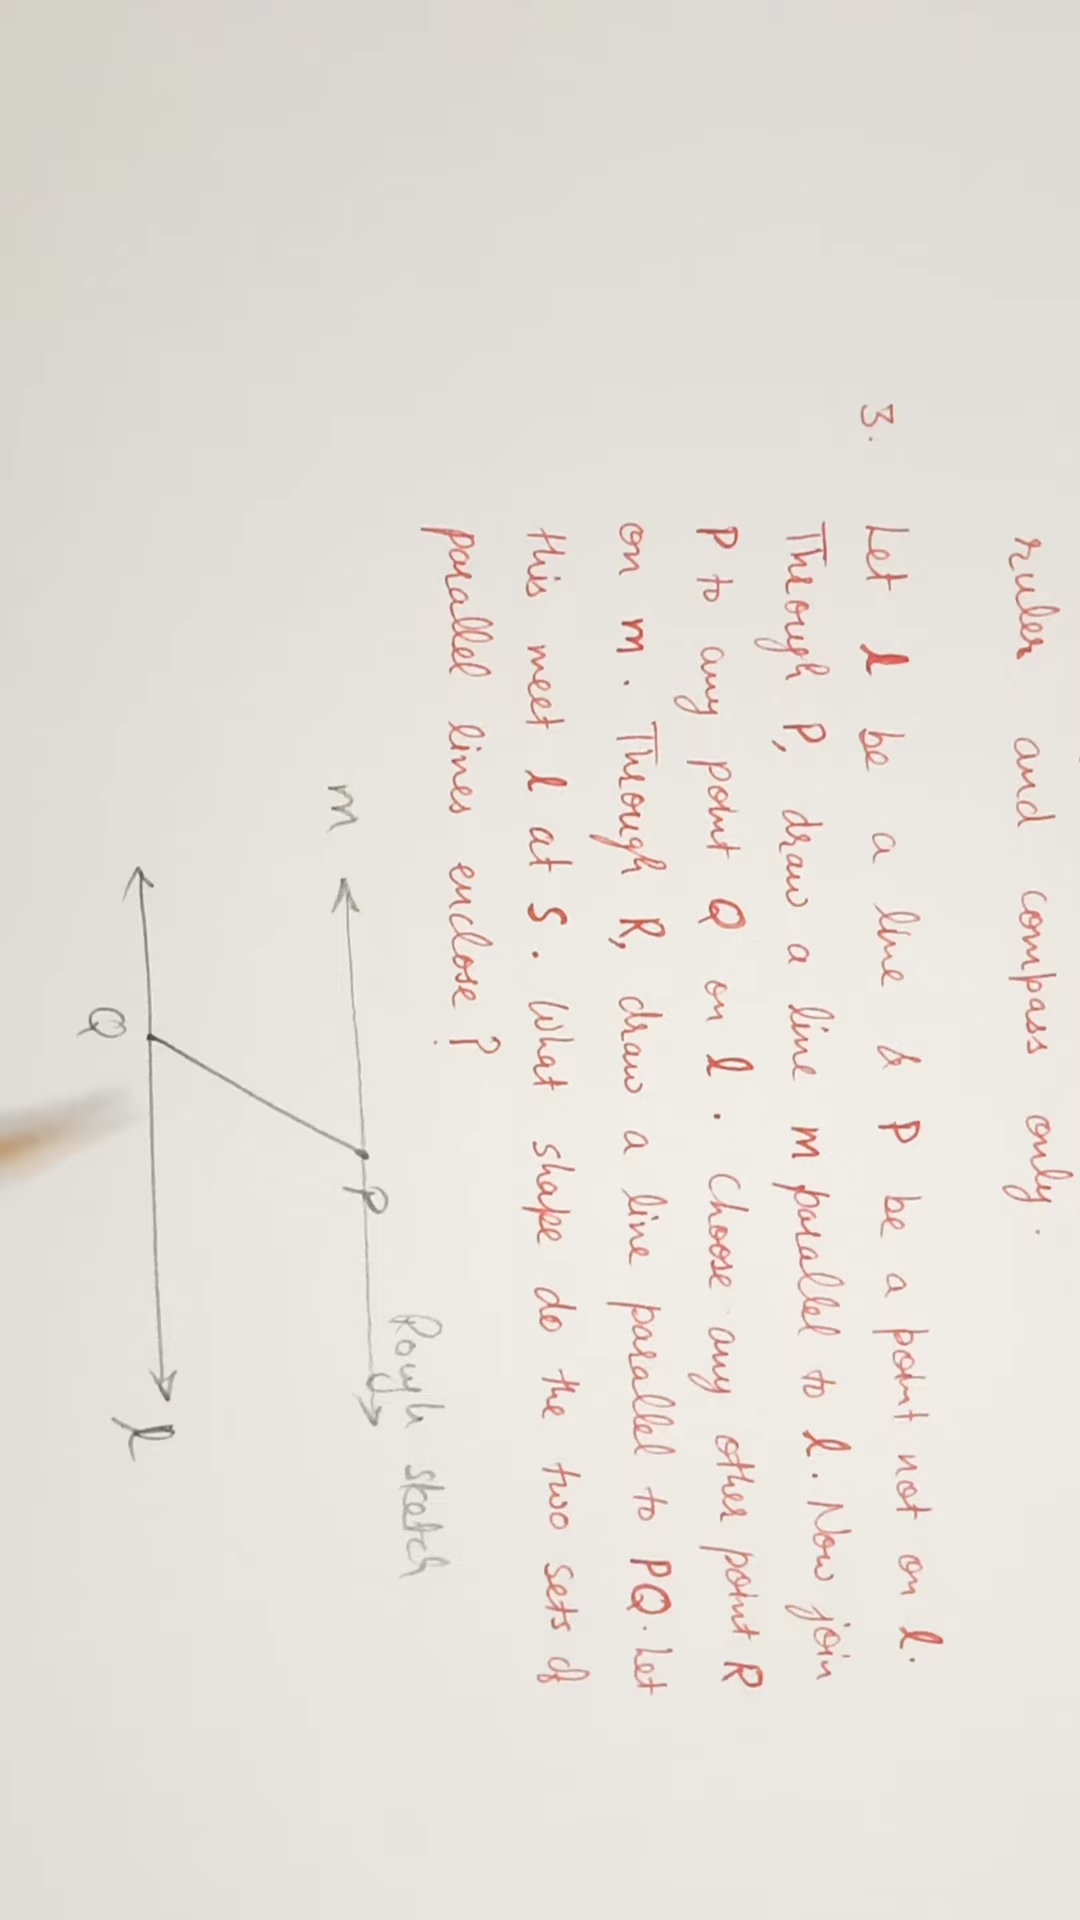 ruler and compass only.
3. Let l be a line & P be a point not on l.
Through P, draw a line m parallel to l. Now join
P to any point Q on l. Choose any other point R
on m. Through R, draw a line parallel to PQ. Let
this meet l at S. What shape do the two sets of
parallel lines enclose?
Rough sketch
m
P
Q
l